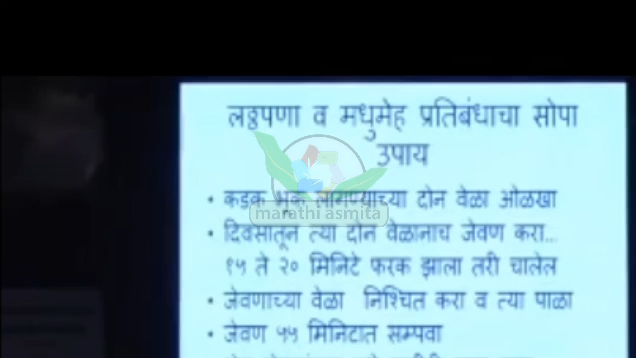 लठ्ठपणा व मधुमेह प्रतिबंधाचा सोपा
उपाय
marathi asmita
• कडक भूक लागण्याच्या दोन वेळा ओळखा
• दिवसातून त्या दोन वेळानाच जेवण करा...
१५ ते २० मिनिटे फरक झाला तरी चालेल
• जेवणाच्या वेळा निश्चित करा व त्या पाळा
• जेवण ५५ मिनिटात सम्पवा